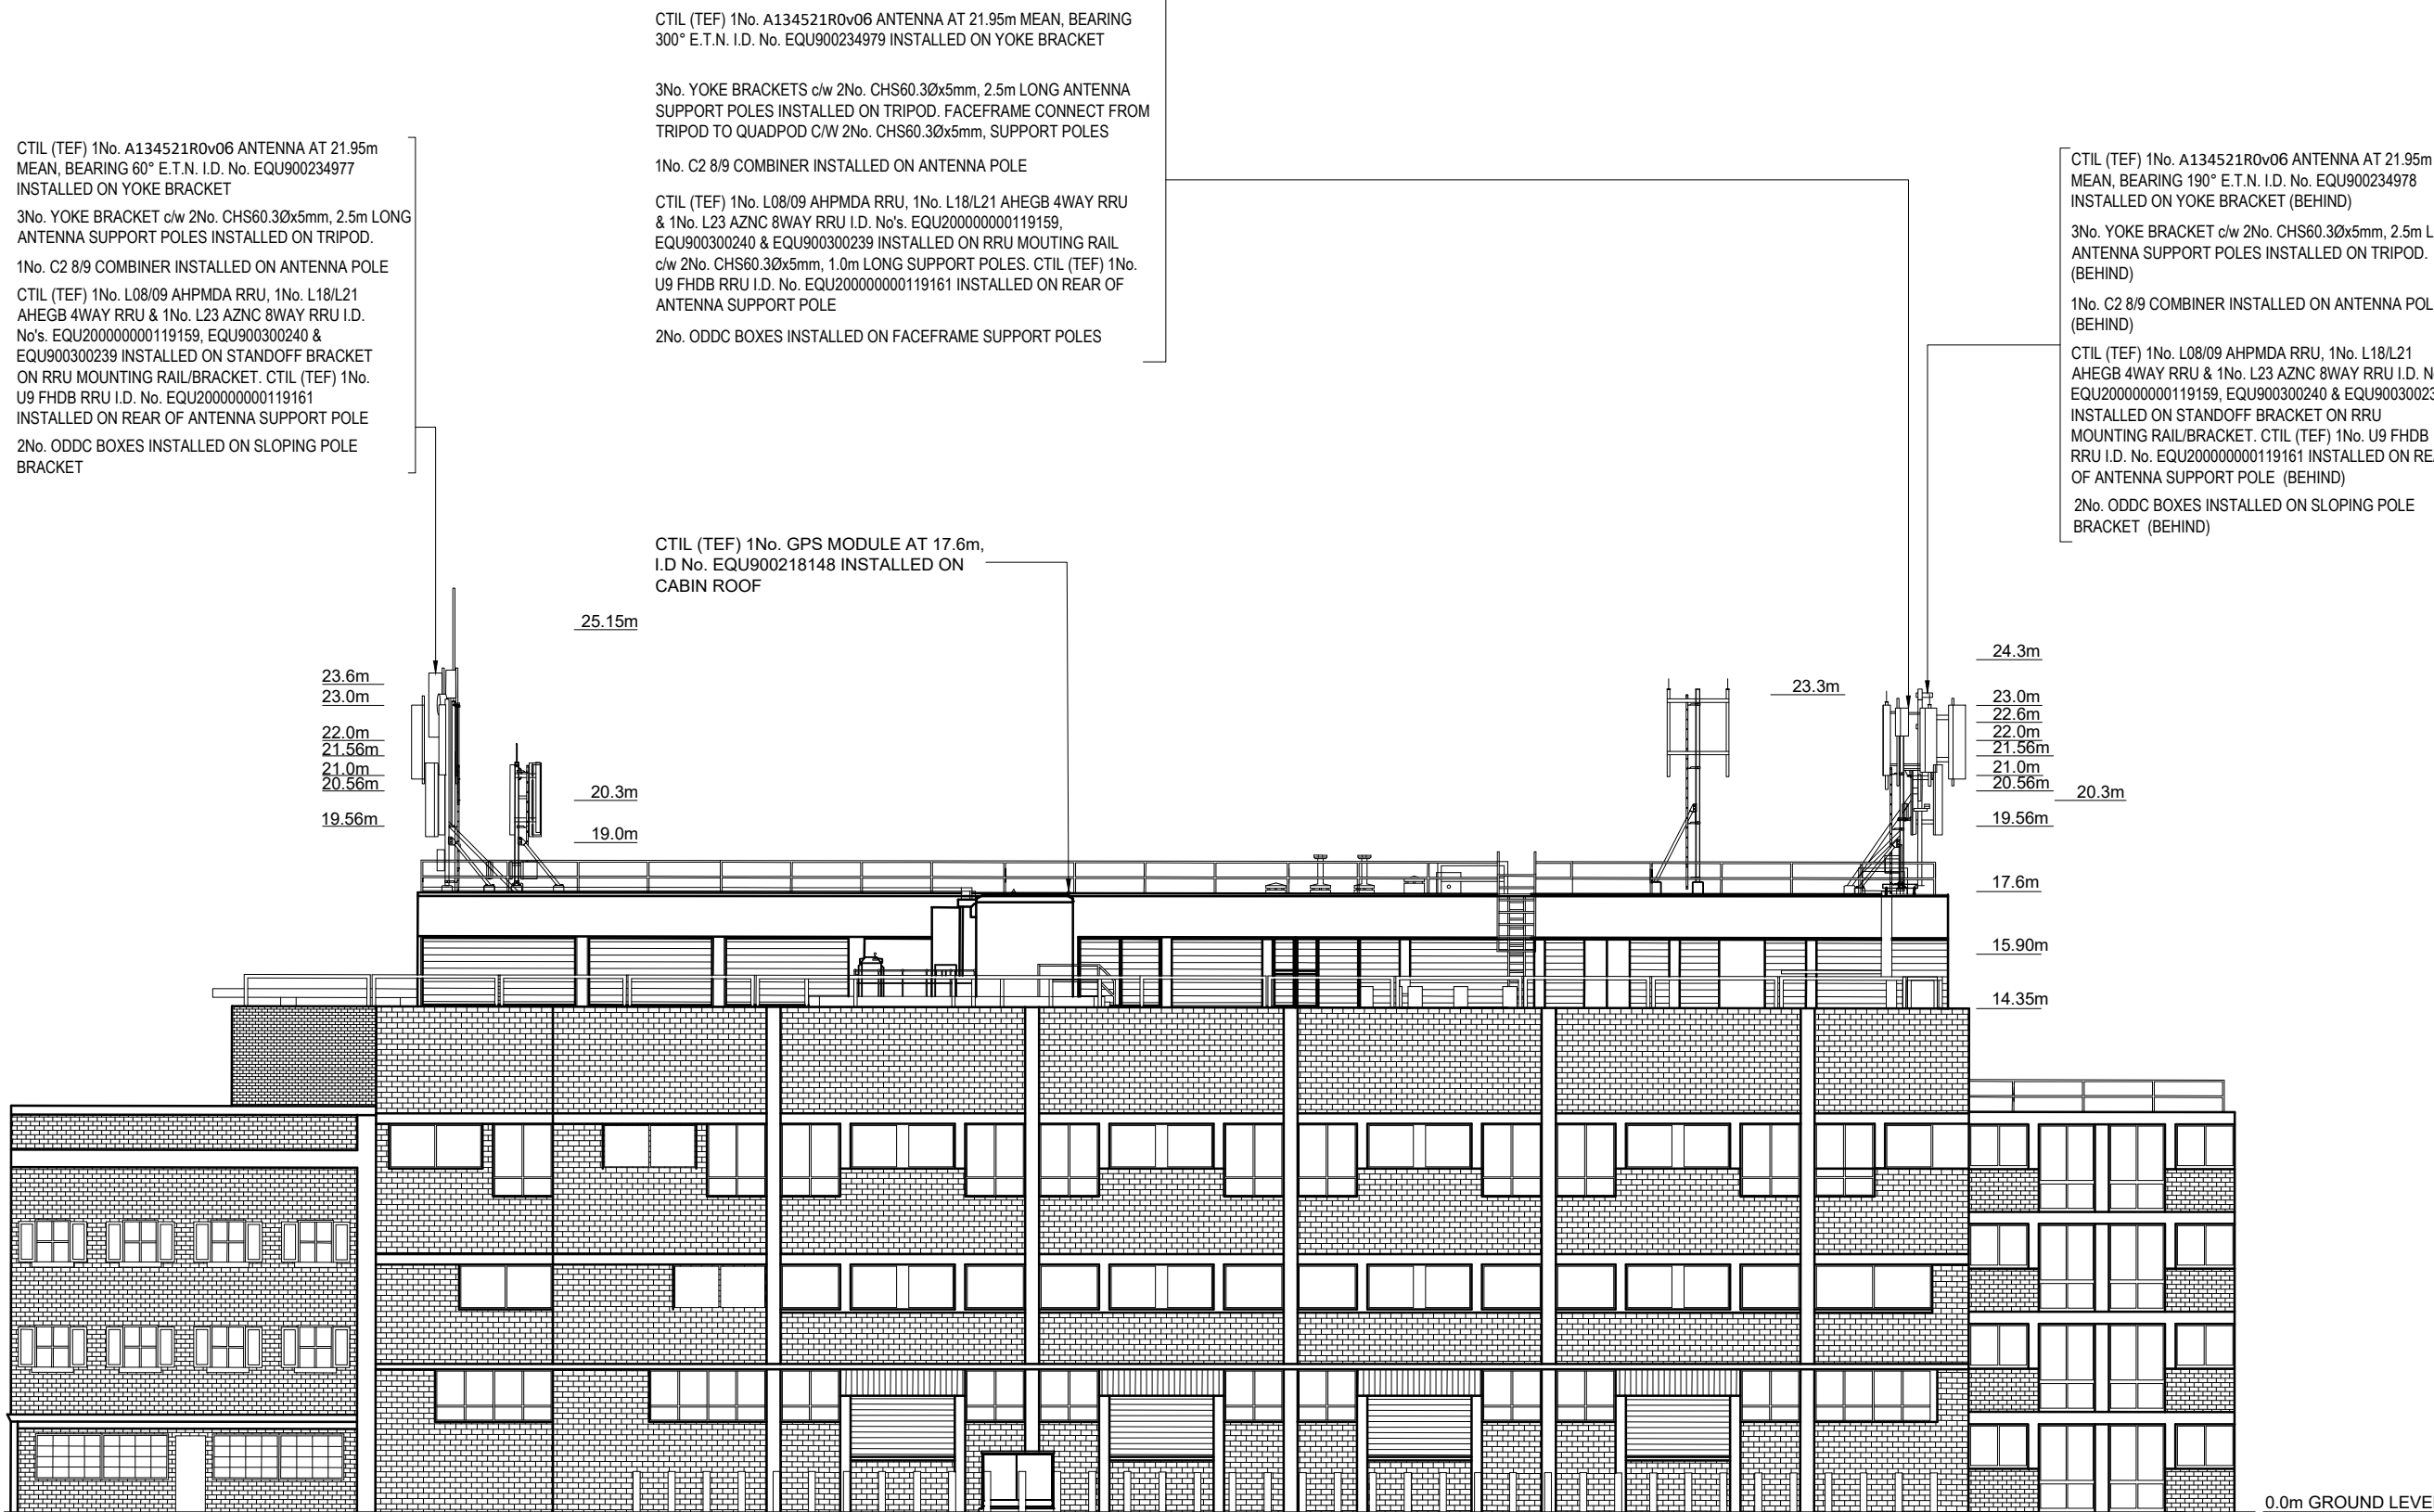 CTIL (TEF) 1No. A134521R0v06 ANTENNA AT 21.95m MEAN, BEARING
300° E.T.N. I.D. No. EQU900234979 INSTALLED ON YOKE BRACKET
3No. YOKE BRACKETS c/w 2No. CHS60.3Øx5mm, 2.5m LONG ANTENNA
SUPPORT POLES INSTALLED ON TRIPOD. FACEFRAME CONNECT FROM
TRIPOD TO QUADPOD C/W 2No. CHS60.3Øx5mm, SUPPORT POLES
1No. C2 8/9 COMBINER INSTALLED ON ANTENNA POLE
CTIL (TEF) 1No. L08/09 AHPMDA RRU, 1No. L18/L21 AHEGB 4WAY RRU
& 1No. L23 AZNC 8WAY RRU I.D. No's. EQU200000000119159,
EQU900300240 & EQU900300239 INSTALLED ON RRU MOUTING RAIL
c/w 2No. CHS60.3Øx5mm, 1.0m LONG SUPPORT POLES. CTIL (TEF) 1No.
U9 FHDB RRU I.D. No. EQU200000000119161 INSTALLED ON REAR OF
ANTENNA SUPPORT POLE
2No. ODDC BOXES INSTALLED ON FACEFRAME SUPPORT POLES
CTIL (TEF) 1No. A134521R0v06 ANTENNA AT 21.95m
MEAN, BEARING 60° E.T.N. I.D. No. EQU900234977
INSTALLED ON YOKE BRACKET
3No. YOKE BRACKET c/w 2No. CHS60.3Øx5mm, 2.5m LONG
ANTENNA SUPPORT POLES INSTALLED ON TRIPOD.
1No. C2 8/9 COMBINER INSTALLED ON ANTENNA POLE
CTIL (TEF) 1No. L08/09 AHPMDA RRU, 1No. L18/L21
AHEGB 4WAY RRU & 1No. L23 AZNC 8WAY RRU I.D.
No's. EQU200000000119159, EQU900300240 &
EQU900300239 INSTALLED ON STANDOFF BRACKET
ON RRU MOUNTING RAIL/BRACKET. CTIL (TEF) 1No.
U9 FHDB RRU I.D. No. EQU200000000119161
INSTALLED ON REAR OF ANTENNA SUPPORT POLE
2No. ODDC BOXES INSTALLED ON SLOPING POLE
BRACKET
CTIL (TEF) 1No. A134521R0v06 ANTENNA AT 21.95m
MEAN, BEARING 190° E.T.N. I.D. No. EQU900234978
INSTALLED ON YOKE BRACKET (BEHIND)
3No. YOKE BRACKET c/w 2No. CHS60.3Øx5mm, 2.5m L
ANTENNA SUPPORT POLES INSTALLED ON TRIPOD.
(BEHIND)
1No. C2 8/9 COMBINER INSTALLED ON ANTENNA POL
(BEHIND)
CTIL (TEF) 1No. L08/09 AHPMDA RRU, 1No. L18/L21
AHEGB 4WAY RRU & 1No. L23 AZNC 8WAY RRU I.D. N
EQU200000000119159, EQU900300240 & EQU90030023
INSTALLED ON STANDOFF BRACKET ON RRU
MOUNTING RAIL/BRACKET. CTIL (TEF) 1No. U9 FHDB
RRU I.D. No. EQU200000000119161 INSTALLED ON RE
OF ANTENNA SUPPORT POLE (BEHIND)
2No. ODDC BOXES INSTALLED ON SLOPING POLE
BRACKET (BEHIND)
CTIL (TEF) 1No. GPS MODULE AT 17.6m,
I.D No. EQU900218148 INSTALLED ON
CABIN ROOF
25.15m
23.6m
23.0m
22.0m
21.56m
21.0m
20.56m
19.56m
20.3m
19.0m
23.3m
24.3m
23.0m
22.6m
22.0m
21.56m
21.0m
20.56m
20.3m
19.56m
17.6m
15.90m
14.35m
0.0m GROUND LEVE